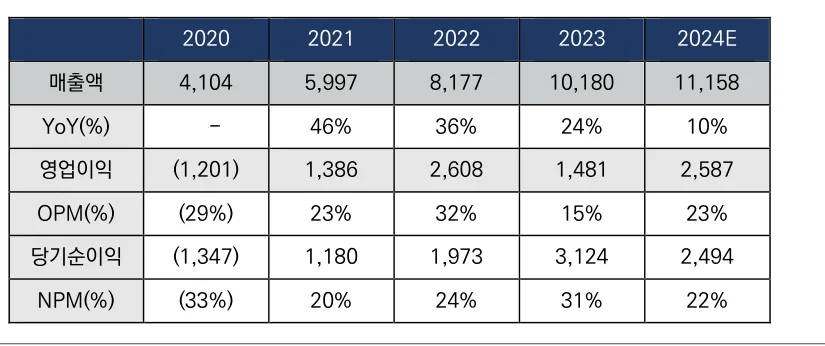 2020 2021 2022 2023 2024E
매출액 4,104 5,997 8,177 10,180 11,158
YoY(%) - 46% 36% 24% 10%
영업이익 (1,201) 1,386 2,608 1,481 2,587
OPM(%) (29%) 23% 32% 15% 23%
당기순이익 (1,347) 1,180 1,973 3,124 2,494
NPM(%) (33%) 20% 24% 31% 22%